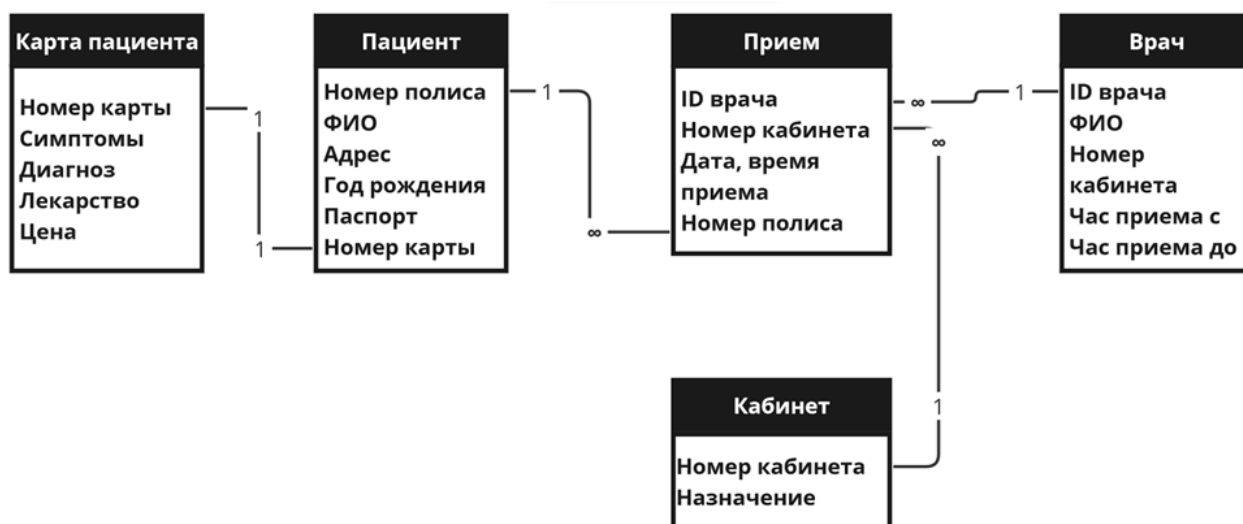 Карта пациента
Номер карты
Симптомы
Диагноз
Лекарство
Цена
1
1
Пациент
Номер полиса
ФИО
Адрес
Год рождения
Паспорт
Номер карты
1
∞
Прием
ID врача
Номер кабинета
Дата, время
приема
Номер полиса
∞
1
∞
1
Врач
ID врача
ФИО
Номер
кабинета
Час приема с
Час приема до
Кабинет
Номер кабинета
Назначение